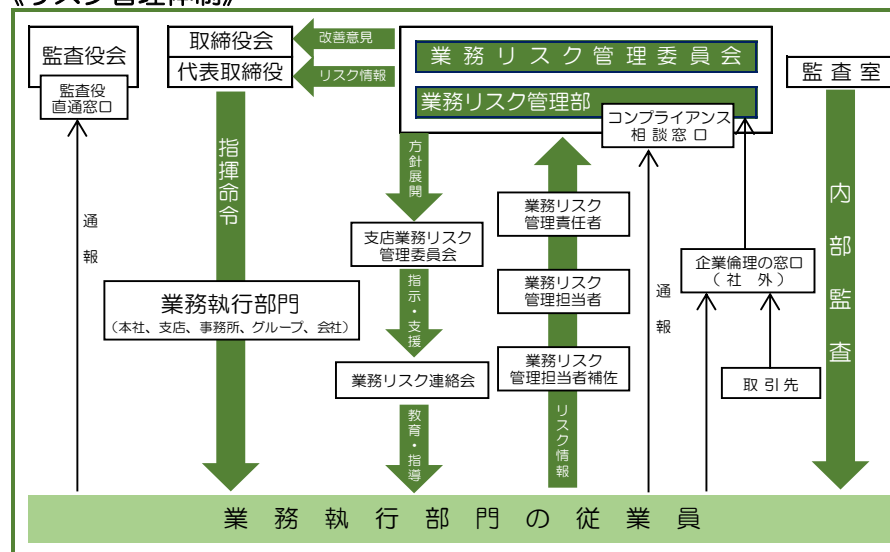 《リスク管理体制》
監査役会
監査役
直通窓口
取締役会
代表取締役
改善意見
リスク情報
業務リスク管理委員会
業務リスク管理部
コンプライアンス
相談窓口
監査室
通報
指揮命令
業務執行部門
(本社、支店、事務所、グループ、会社)
方針展開
支店業務リスク
管理委員会
指示・支援
業務リスク連絡会
教育・指導
業務リスク
管理責任者
業務リスク
管理担当者
業務リスク
管理担当者補佐
リスク情報
通報
企業倫理の窓口
(社外)
取引先
内部監査
業務執行部門の従業員